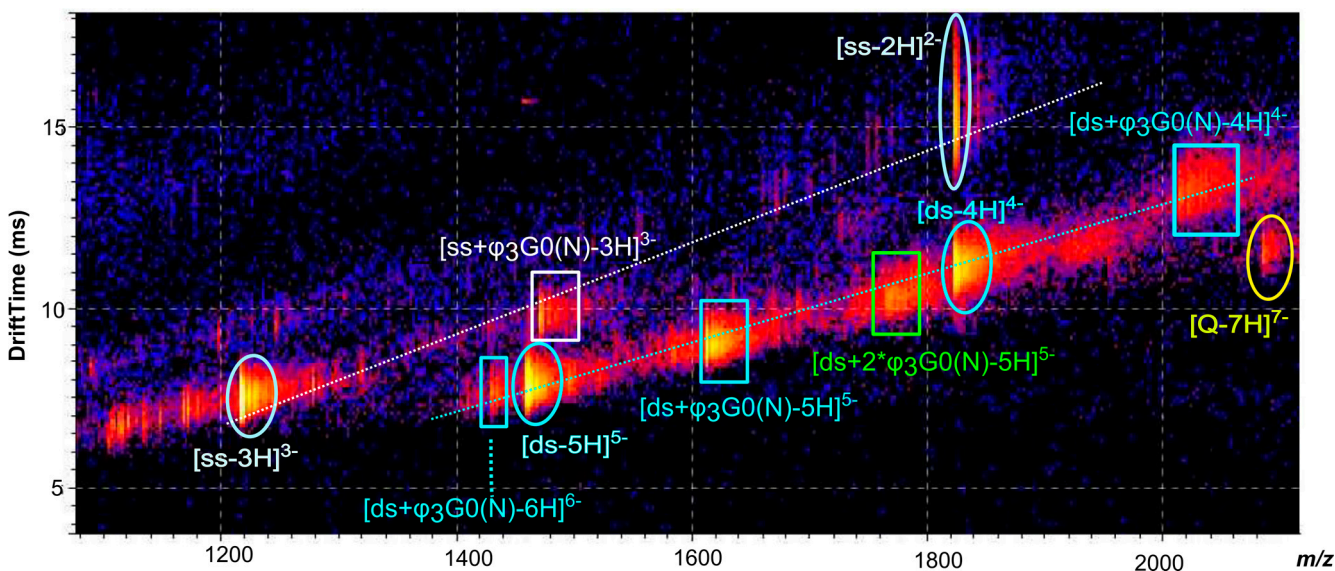 [ss-2H]2-
15
[ds+φ3G0(N)-4H]4-
[ds-4H]4-
[ss+φ3G0(N)-3H]3-
DriftTime (ms)
10
[Q-7H]7-
[ds+2*φ3G0(N)-5H]5-
[ds+φ3G0(N)-5H]5-
[ss-3H]3-
[ds-5H]5-
5
[ds+φ3G0(N)-6H]6-
1200 1400 1600 1800 2000 m/z